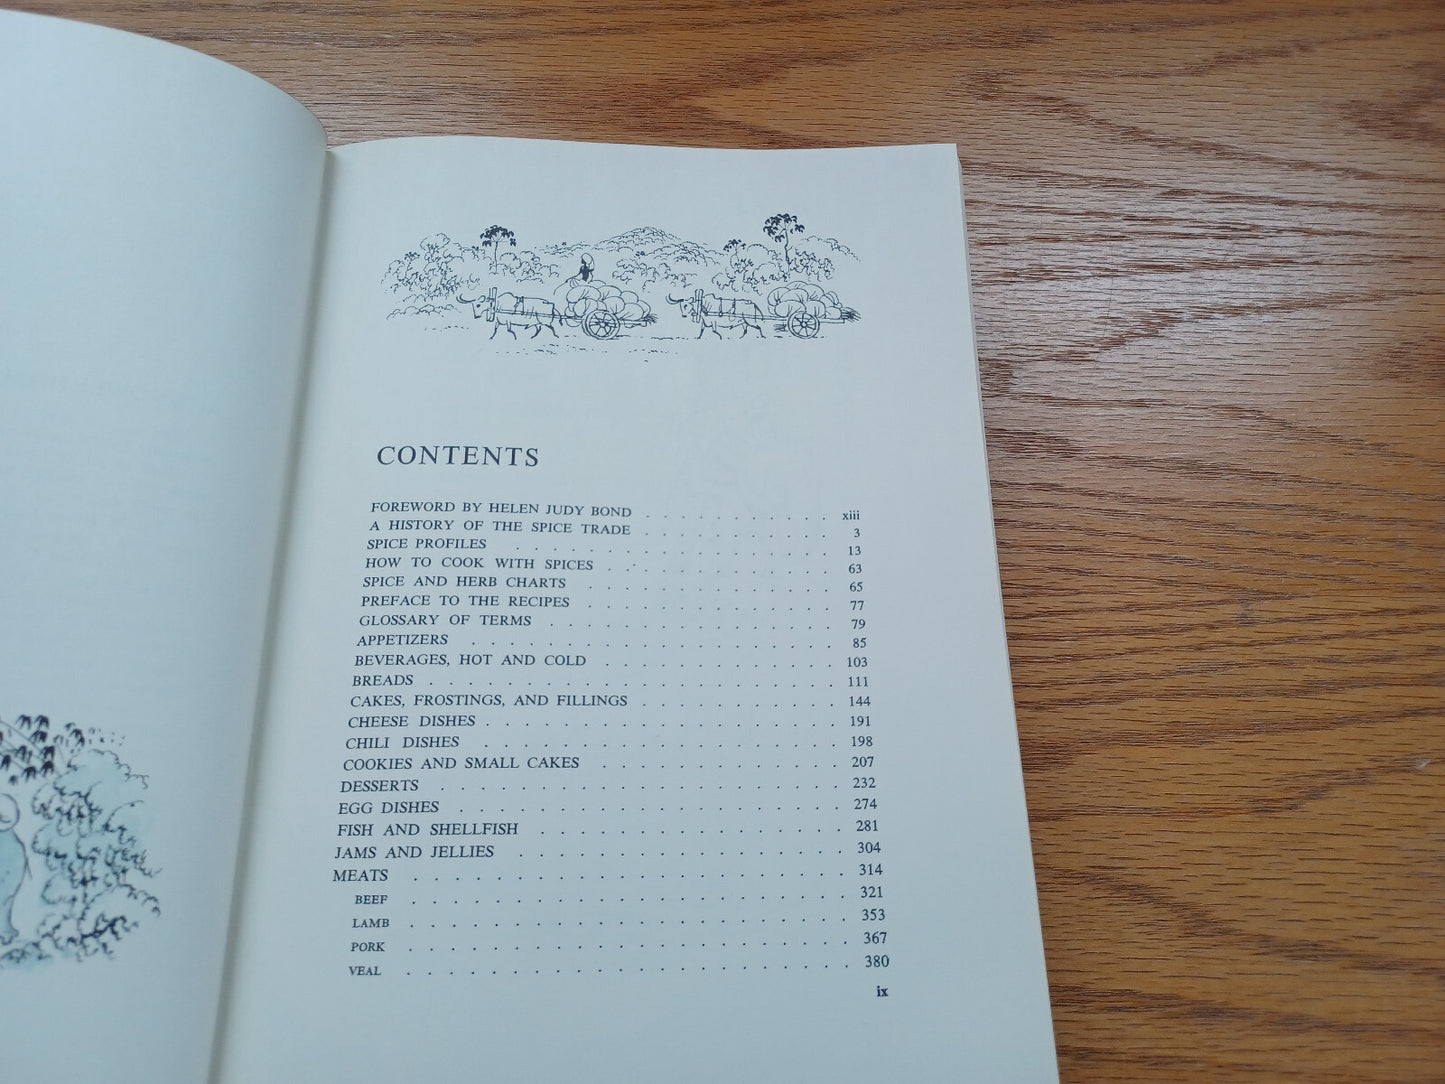 CONTENTS
FOREWORD BY HELEN JUDY BOND . . . . . . . . . . . xiii
A HISTORY OF THE SPICE TRADE . . . . . . . . . . . 3
SPICE PROFILES . . . . . . . . . . . . . . . . . . 13
HOW TO COOK WITH SPICES . . . . . . . . . . . . . 63
SPICE AND HERB CHARTS . . . . . . . . . . . . . . 65
PREFACE TO THE RECIPES . . . . . . . . . . . . . . 77
GLOSSARY OF TERMS . . . . . . . . . . . . . . . . 79
APPETIZERS . . . . . . . . . . . . . . . . . . . . 85
BEVERAGES, HOT AND COLD . . . . . . . . . . . . . 103
BREADS . . . . . . . . . . . . . . . . . . . . . . 111
CAKES, FROSTINGS, AND FILLINGS . . . . . . . . . . 144
CHEESE DISHES . . . . . . . . . . . . . . . . . . 191
CHILI DISHES . . . . . . . . . . . . . . . . . . . 198
COOKIES AND SMALL CAKES . . . . . . . . . . . . . 207
DESSERTS . . . . . . . . . . . . . . . . . . . . . 232
EGG DISHES . . . . . . . . . . . . . . . . . . . . 274
FISH AND SHELLFISH . . . . . . . . . . . . . . . . 281
JAMS AND JELLIES . . . . . . . . . . . . . . . . . 304
MEATS . . . . . . . . . . . . . . . . . . . . . . 314
BEEF . . . . . . . . . . . . . . . . . . . . . . 321
LAMB . . . . . . . . . . . . . . . . . . . . . . 353
PORK . . . . . . . . . . . . . . . . . . . . . . 367
VEAL . . . . . . . . . . . . . . . . . . . . . . 380
ix